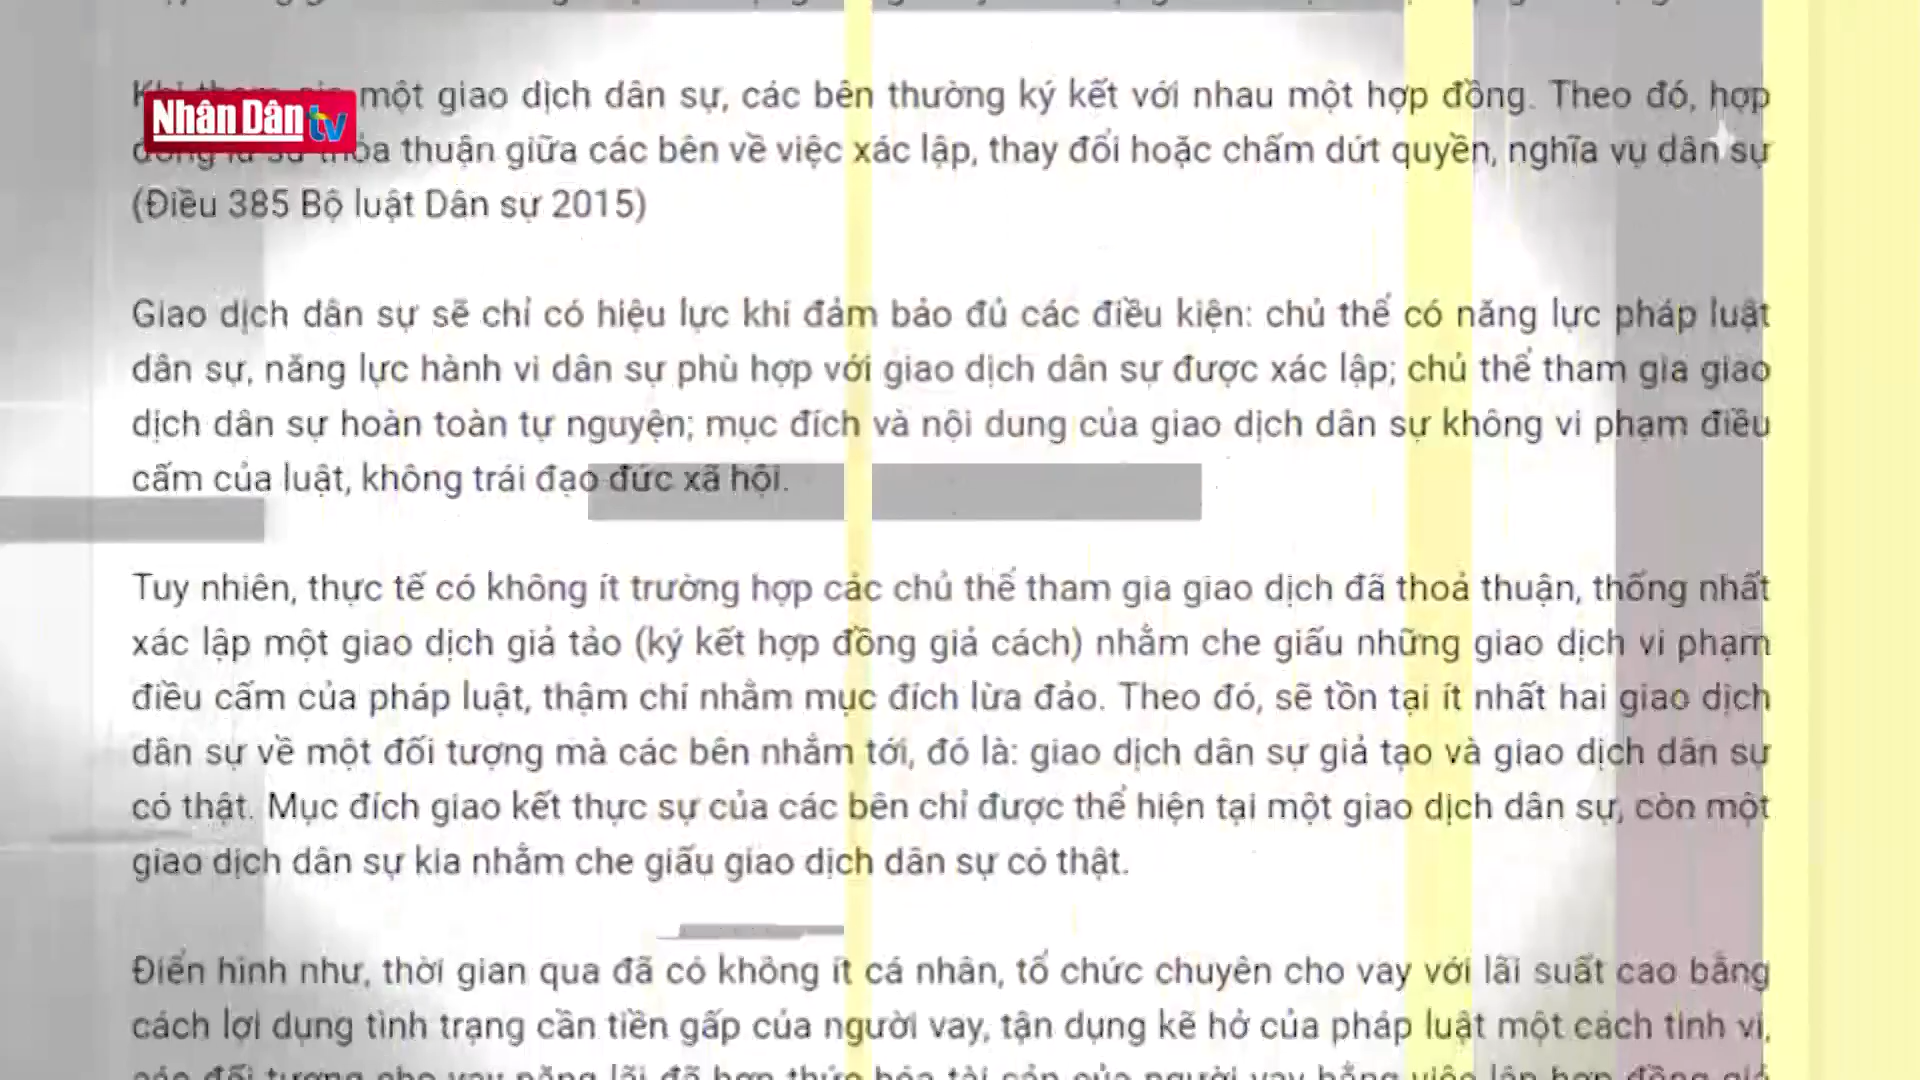 một giao dịch dân sự, các bên thường ký kết với nhau một hợp đồng. Theo đó, hợp
Nhân Dân tv
thuận giữa các bên về việc xác lập, thay đổi hoặc chấm dứt quyền, nghĩa vụ dân sự
(Điều 385 Bộ luật Dân sự 2015)
Giao dịch dân sự sẽ chỉ có hiệu lực khi đảm bảo đủ các điều kiện: chủ thể có năng lực pháp luật
dân sự, năng lực hành vi dân sự phù hợp với giao dịch dân sự được xác lập; chủ thể tham gia giao
dịch dân sự hoàn toàn tự nguyện; mục đích và nội dung của giao dịch dân sự không vi phạm điều
cấm của luật, không trái đạo đức xã hội.
Tuy nhiên, thực tế có không ít trường hợp các chủ thể tham gia giao dịch đã thoả thuận, thống nhất
xác lập một giao dịch giả tảo (ký kết hợp đồng giả cách) nhằm che giấu những giao dịch vi phạm
điều cấm của pháp luật, thậm chí nhằm mục đích lừa đảo. Theo đó, sẽ tồn tại ít nhất hai giao dịch
dân sự về một đối tượng mà các bên nhắm tới, đó là: giao dịch dân sự giả tạo và giao dịch dân sự
có thật. Mục đích giao kết thực sự của các bên chỉ được thể hiện tại một giao dịch dân sự, còn một
giao dịch dân sự kia nhằm che giấu giao dịch dân sự có thật.
Điển hình như, thời gian qua đã có không ít cá nhân, tổ chức chuyên cho vay với lãi suất cao bằng
cách lợi dụng tình trạng cần tiền gấp của người vay, tận dụng kẽ hở của pháp luật một cách tinh vi,